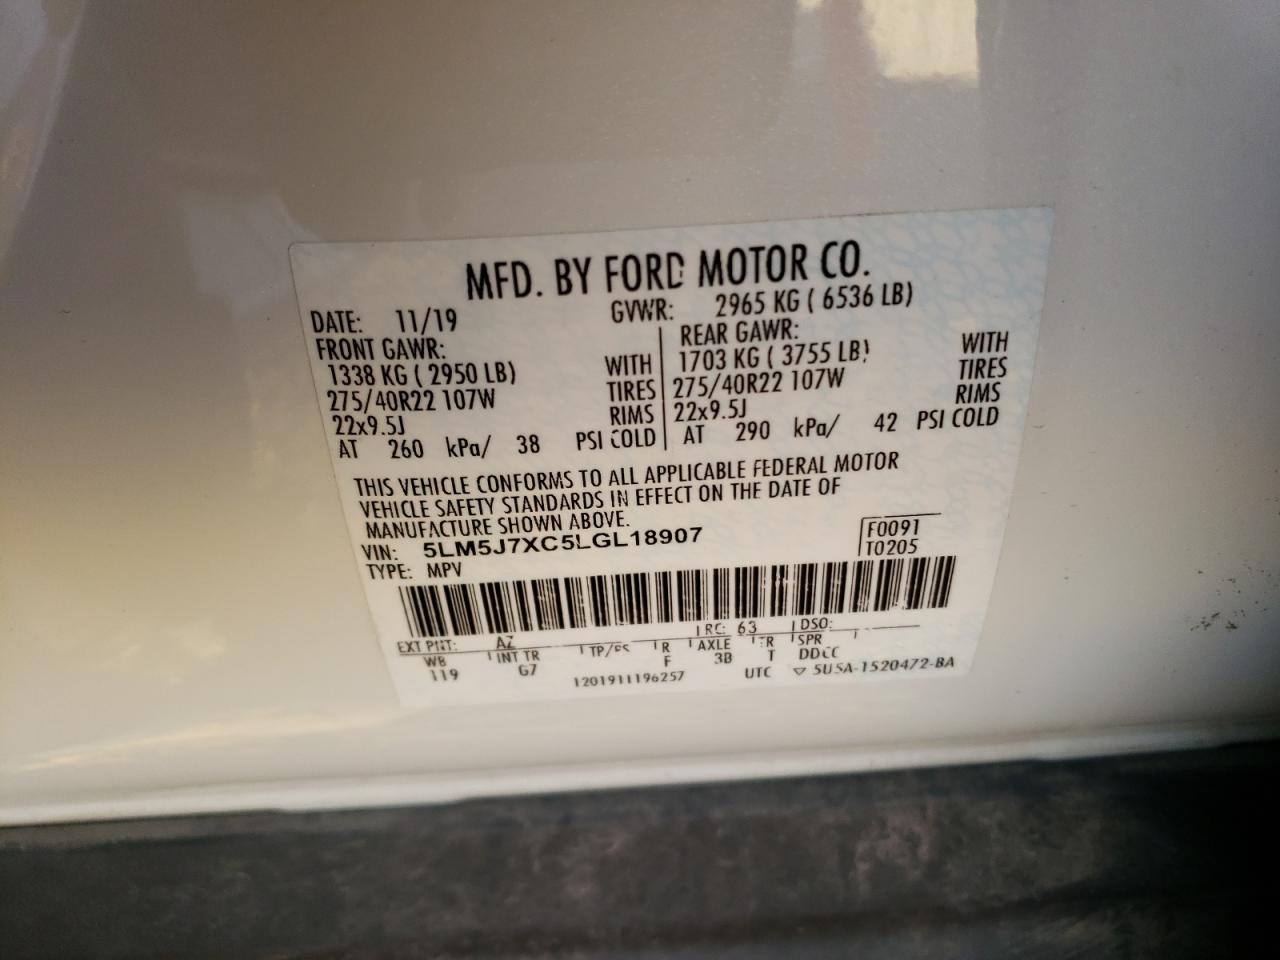 MFD. BY FORD MOTOR CO.
DATE: 11/19 GVWR: 2965 KG ( 6536 LB)
FRONT GAWR: REAR GAWR:
1338 KG ( 2950 LB) WITH 1703 KG ( 3755 LB) WITH
275/40R22 107W TIRES 275/40R22 107W TIRES
22x9.5J RIMS 22x9.5J RIMS
AT 260 kPa/ 38 PSI COLD AT 290 kPa/ 42 PSI COLD
THIS VEHICLE CONFORMS TO ALL APPLICABLE FEDERAL MOTOR
VEHICLE SAFETY STANDARDS IN EFFECT ON THE DATE OF
MANUFACTURE SHOWN ABOVE.
VIN: 5LM5J7XC5LGL18907 F0091
TYPE: MPV T0205
EXT PNT: AZ RC: 63 DSO:
WB INT TR TP/PS R AXLE TR SPR
119 G7 F 3B T DDCC
1201911196257 UTC ▽ 5U5A-1520472-BA